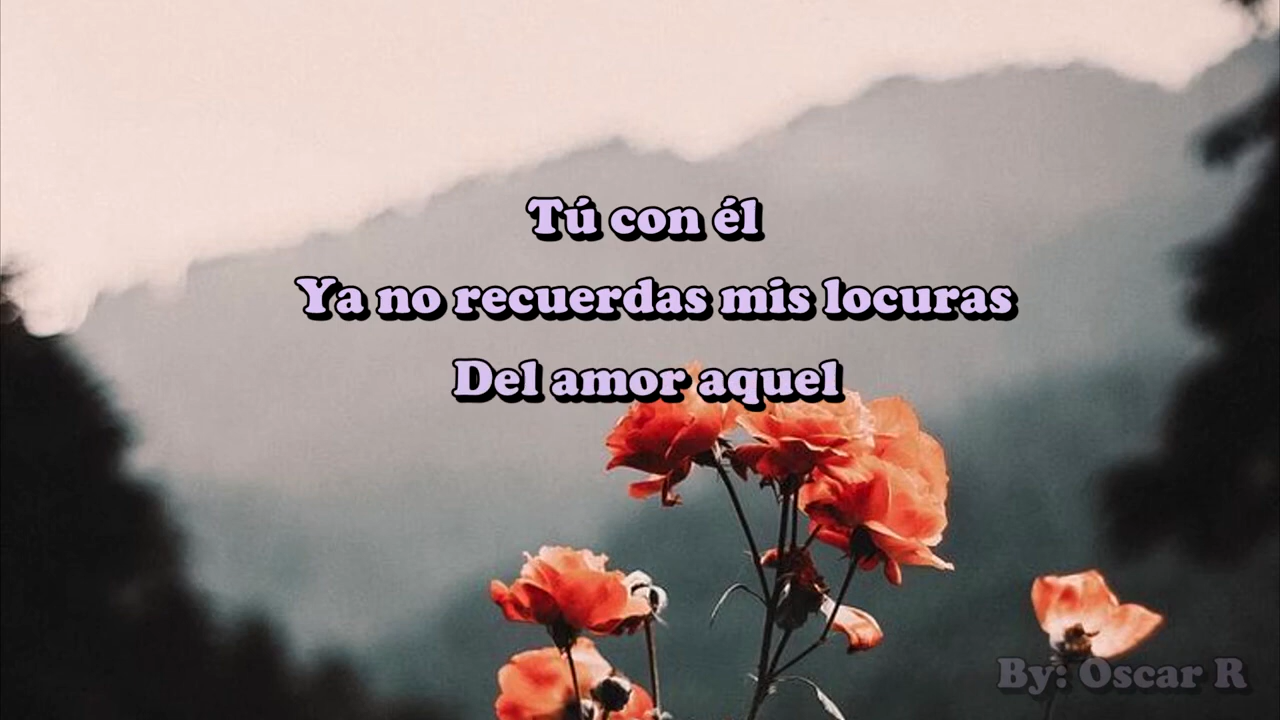 Tú con él
Ya no recuerdas mis locuras
Del amor aquel
By: Oscar R